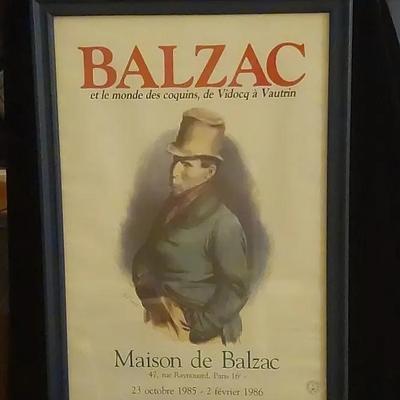 BALZAC
et le monde des coquins, de Vidocq à Vautrin
Maison de Balzac
47, rue Raynouard, Paris 16e
23 octobre 1985 - 2 février 1986